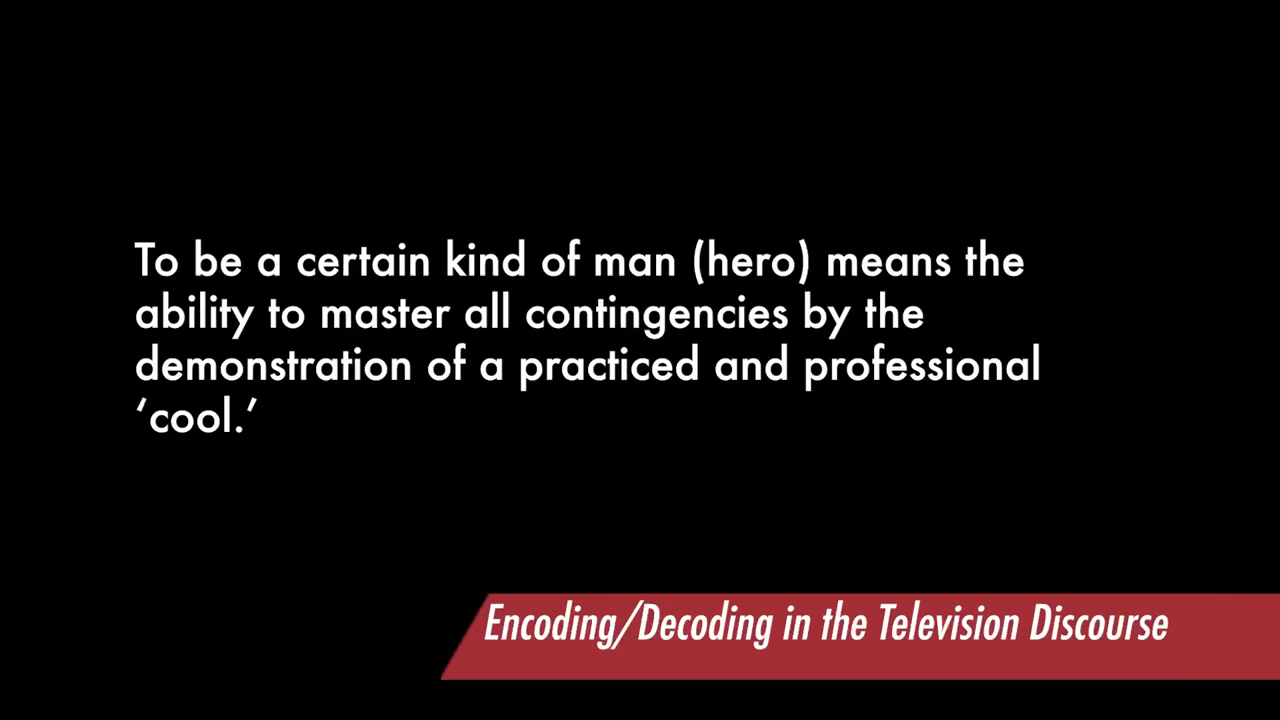 To be a certain kind of man (hero) means the
ability to master all contingencies by the
demonstration of a practiced and professional
‘cool.’
Encoding/Decoding in the Television Discourse